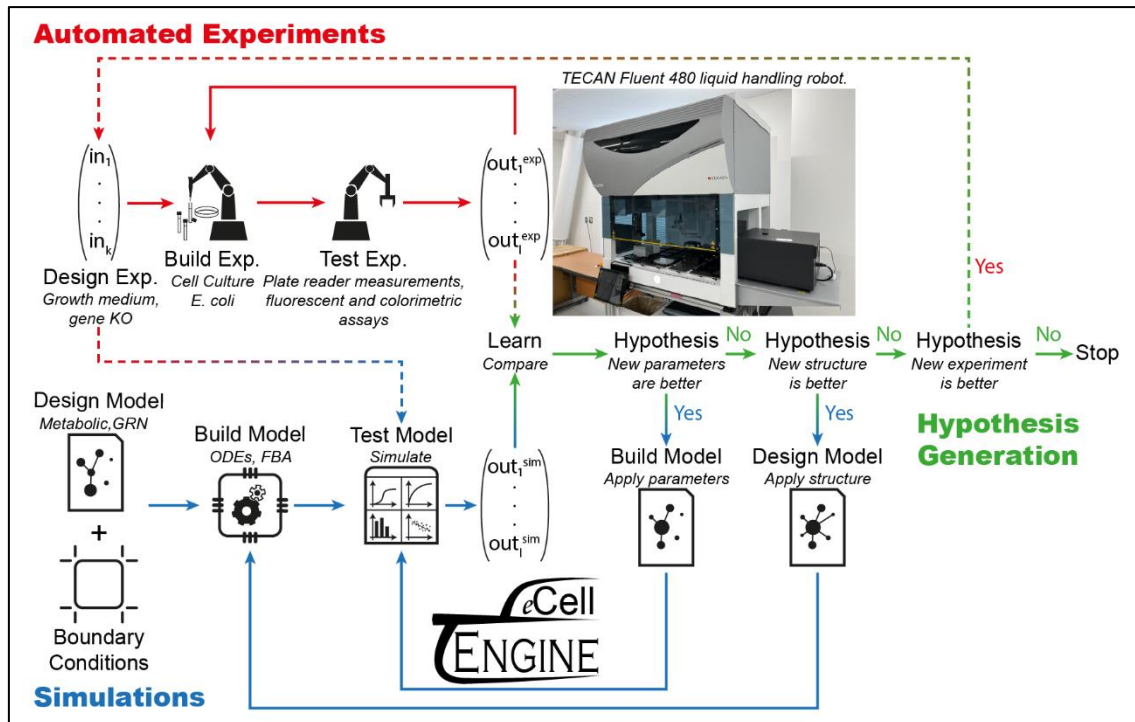 Automated Experiments
TECAN Fluent 480 liquid handling robot.
in₁
.
.
.
inₖ
Design Exp.
Growth medium,
gene KO
Build Exp.
Cell Culture
E. coli
Test Exp.
Plate reader measurements,
fluorescent and colorimetric
assays
out₁ᵉˣᵖ
.
.
.
outₗᵉˣᵖ
Yes
Learn
Compare
Hypothesis
New parameters
are better
No
Hypothesis
New structure
is better
No
Hypothesis
New experiment
is better
No
Stop
Hypothesis
Generation
Design Model
Metabolic,GRN
+
Boundary
Conditions
Build Model
ODEs, FBA
Test Model
Simulate
out₁ˢⁱᵐ
.
.
.
outₗˢⁱᵐ
Yes
Build Model
Apply parameters
Yes
Design Model
Apply structure
eCell
ENGINE
Simulations